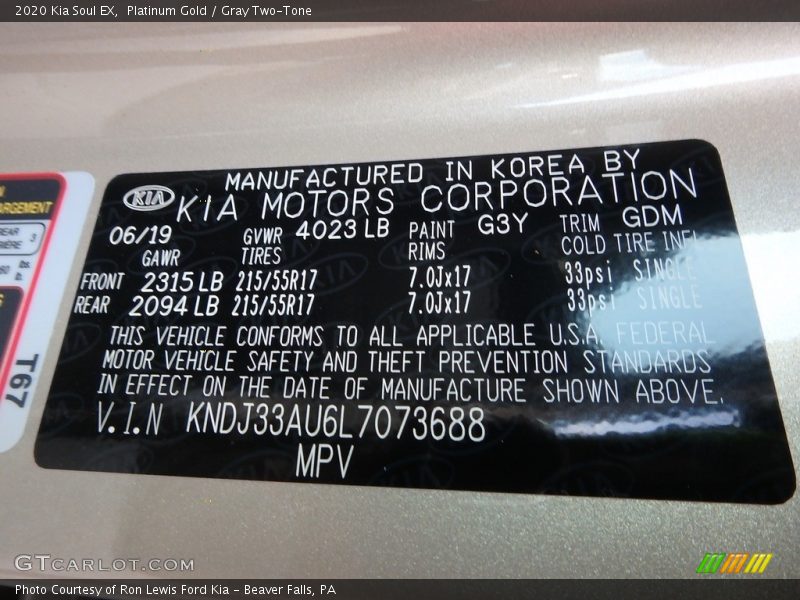 2020 Kia Soul EX, Platinum Gold / Gray Two-Tone
MANUFACTURED IN KOREA BY
KIA KIA MOTORS CORPORATION
06/19 GVWR 4023 LB PAINT G3Y TRIM GDM
GAWR TIRES RIMS COLD TIRE INFL
FRONT 2315 LB 215/55R17 7.0Jx17 33psi SINGLE
REAR 2094 LB 215/55R17 7.0Jx17 33psi SINGLE
THIS VEHICLE CONFORMS TO ALL APPLICABLE U.S.A. FEDERAL
MOTOR VEHICLE SAFETY AND THEFT PREVENTION STANDARDS
IN EFFECT ON THE DATE OF MANUFACTURE SHOWN ABOVE.
V.I.N KNDJ33AU6L7073688
MPV
T67
GTCARLOT.COM
Photo Courtesy of Ron Lewis Ford Kia - Beaver Falls, PA